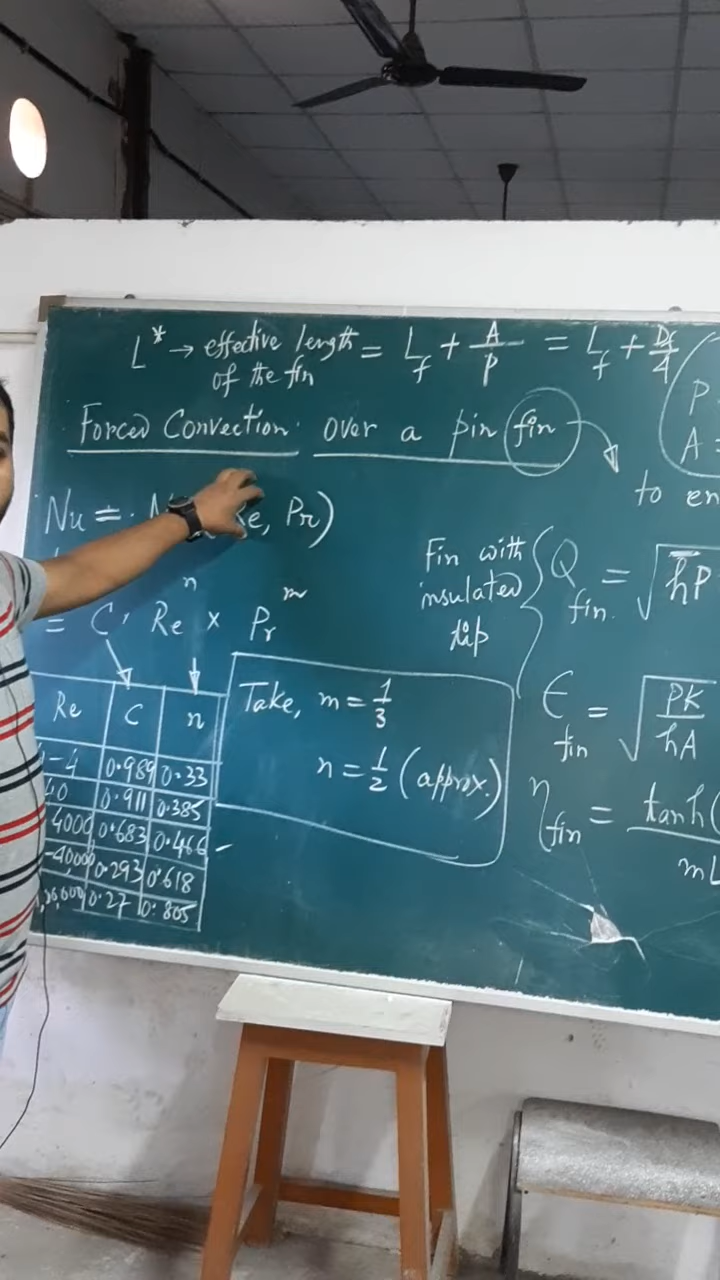 L* → effective length of the fin = L_f + A/P = L_f + D_f/4
P
A =
Forced Convection over a pin fin
to en
Nu = N Re, Pr)
= C · Re^n × Pr^m
Fin with insulated tip
Q_fin = √hP
ϵ_fin = √PK/hA
η_fin = tanh( / mL
Re C n
-4 0.989 0.33
40 0.911 0.385
4000 0.683 0.466 -
-40000 0.293 0.618
0.27 0.805
Take, m = 1/3
n = 1/2 (approx.)